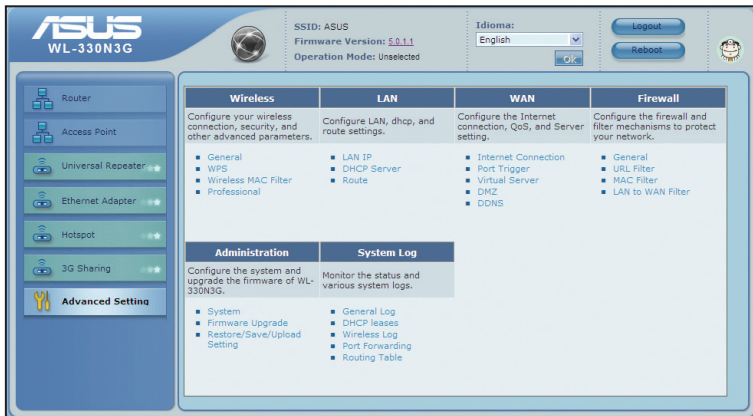 ASUS
WL-330N3G
SSID: ASUS
Firmware Version: 5.0.1.1
Operation Mode: Unselected
Idioma:
English
OK
Logout
Reboot
Router
Access Point
Universal Repeater
Ethernet Adapter
Hotspot
3G Sharing
Advanced Setting
Wireless
Configure your wireless
connection, security, and
other advanced parameters.
General
WPS
Wireless MAC Filter
Professional
LAN
Configure LAN, dhcp, and
route settings.
LAN IP
DHCP Server
Route
WAN
Configure the Internet
connection, QoS, and Server
setting.
Internet Connection
Port Trigger
Virtual Server
DMZ
DDNS
Firewall
Configure the firewall and
filter mechanisms to protect
your network.
General
URL Filter
MAC Filter
LAN to WAN Filter
Administration
Configure the system and
upgrade the firmware of WL-
330N3G.
System
Firmware Upgrade
Restore/Save/Upload
Setting
System Log
Monitor the status and
various system logs.
General Log
DHCP leases
Wireless Log
Port Forwarding
Routing Table